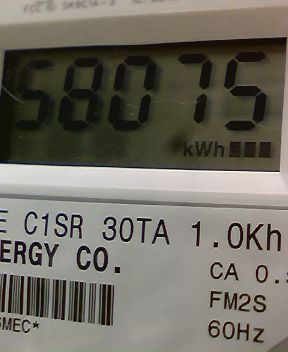 58075
kWh
E C1SR 30TA 1.0Kh
ERGY CO.
CA 0.
FM2S
60Hz